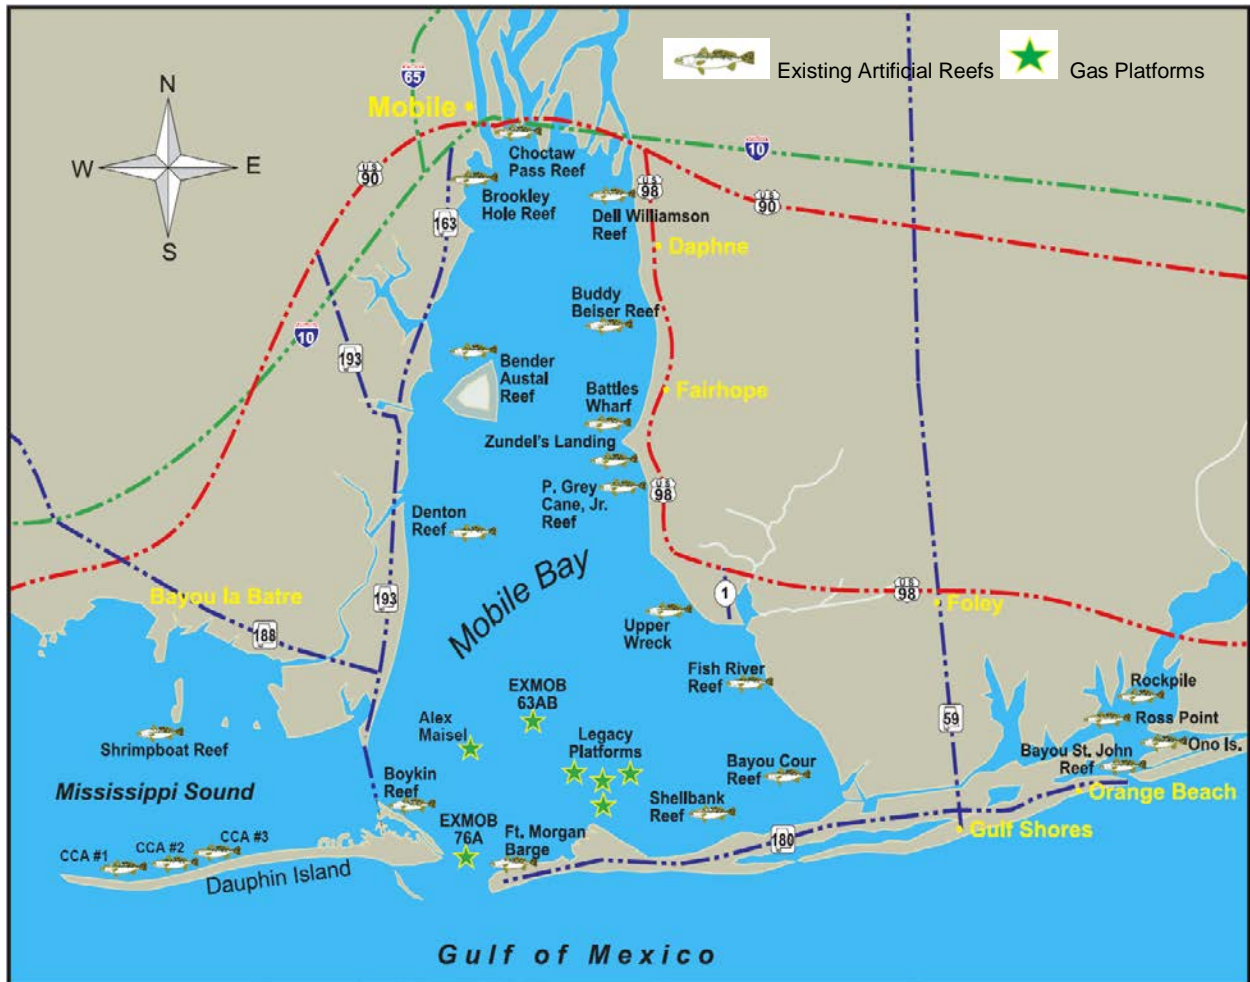 Existing Artificial Reefs
Gas Platforms
N
W
E
S
65
Mobile
10
U S
90
Choctaw
Pass Reef
163
Brookley
Hole Reef
U S
98
U S
90
Dell Williamson
Reef
Daphne
Buddy
Belser Reef
10
193
Bender
Austal
Reef
Battles
Wharf
Fairhope
Zundel's Landing
P. Grey
Cane, Jr.
Reef
U S
98
Denton
Reef
Mobile Bay
Bayou la Batre
193
188
1
U S
98
Foley
Upper
Wreck
Fish River
Reef
EXMOB
63AB
Alex
Maisel
Legacy
Platforms
59
Rockpile
Ross Point
Ono Is.
Bayou St. John
Reef
Shrimpboat Reef
Bayou Cour
Reef
Mississippi Sound
Boykin
Reef
Shellbank
Reef
Orange Beach
EXMOB
76A
Ft. Morgan
Barge
180
Gulf Shores
CCA #1
CCA #2
CCA #3
Dauphin Island
Gulf of Mexico